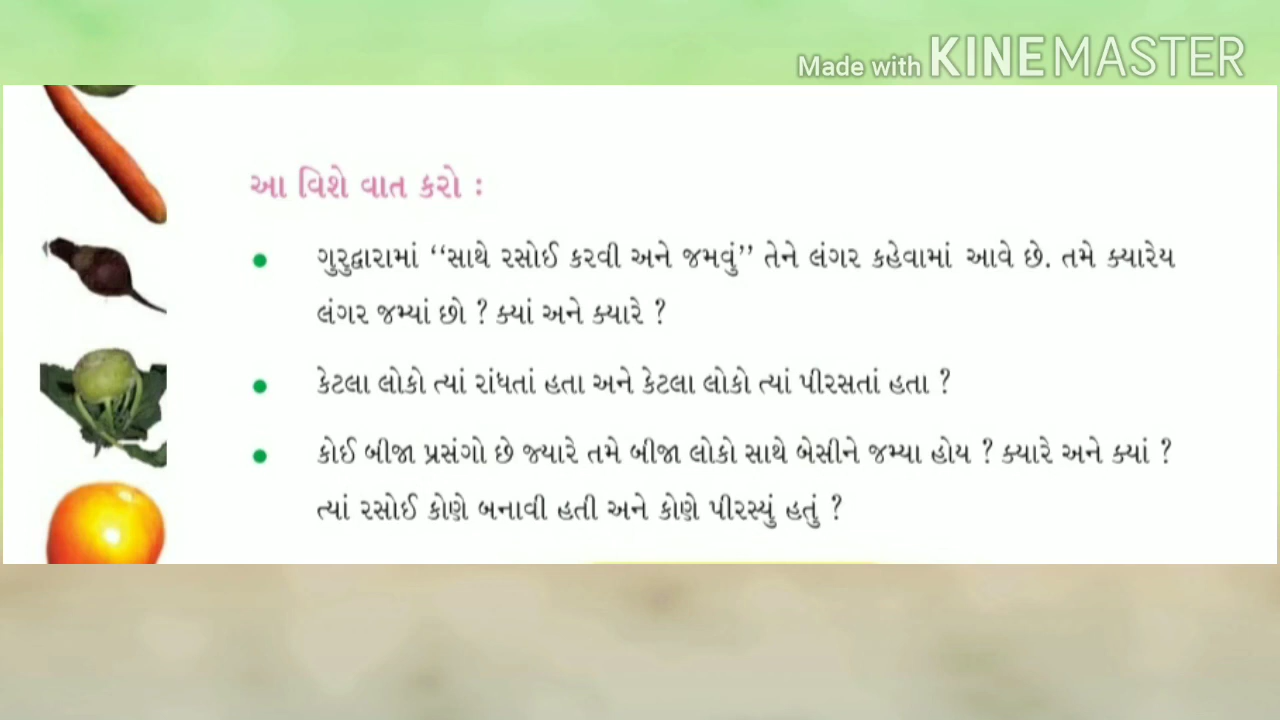 Made with KINEMASTER
આ વિશે વાત કરો :
● ગુરુદ્વારામાં “સાથે રસોઈ કરવી અને જમવું” તેને લંગર કહેવામાં આવે છે. તમે ક્યારેય
લંગર જમ્યાં છો ? ક્યાં અને ક્યારે ?
● કેટલા લોકો ત્યાં રાંધતાં હતા અને કેટલા લોકો ત્યાં પીરસતાં હતા ?
● કોઈ બીજા પ્રસંગો છે જ્યારે તમે બીજા લોકો સાથે બેસીને જમ્યા હોય ? ક્યારે અને ક્યાં ?
ત્યાં રસોઈ કોણે બનાવી હતી અને કોણે પીરસ્યું હતું ?